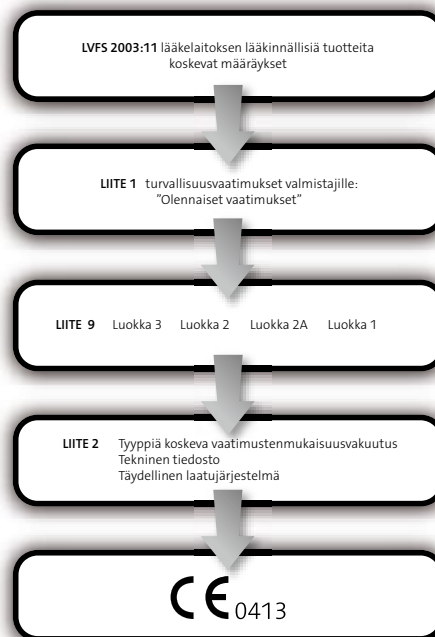 LVFS 2003:11 lääkelaitoksen lääkinnällisiä tuotteita
koskevat määräykset
LIITE 1 turvallisuusvaatimukset valmistajille:
”Olennaiset vaatimukset”
LIITE 9 Luokka 3 Luokka 2 Luokka 2A Luokka 1
LIITE 2 Tyyppiä koskeva vaatimustenmukaisuusvakuutus
Tekninen tiedosto
Täydellinen laatujärjestelmä
CE 0413